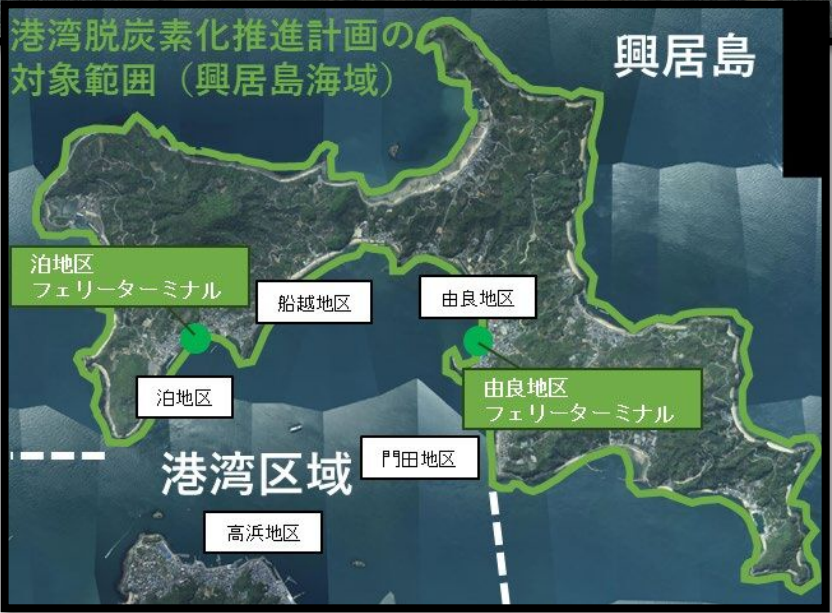 港湾脱炭素化推進計画の
対象範囲（興居島海域）
興居島
泊地区
フェリーターミナル
船越地区
由良地区
泊地区
由良地区
フェリーターミナル
港湾区域
門田地区
高浜地区